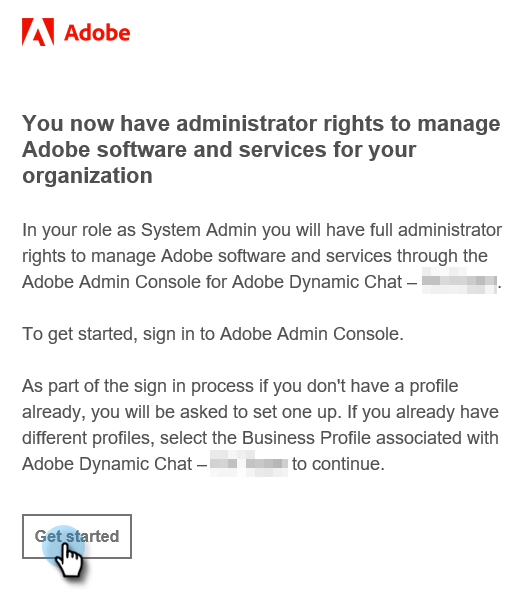 Adobe
You now have administrator rights to manage
Adobe software and services for your
organization
In your role as System Admin you will have full administrator
rights to manage Adobe software and services through the
Adobe Admin Console for Adobe Dynamic Chat – .
To get started, sign in to Adobe Admin Console.
As part of the sign in process if you don't have a profile
already, you will be asked to set one up. If you already have
different profiles, select the Business Profile associated with
Adobe Dynamic Chat – to continue.
Get started